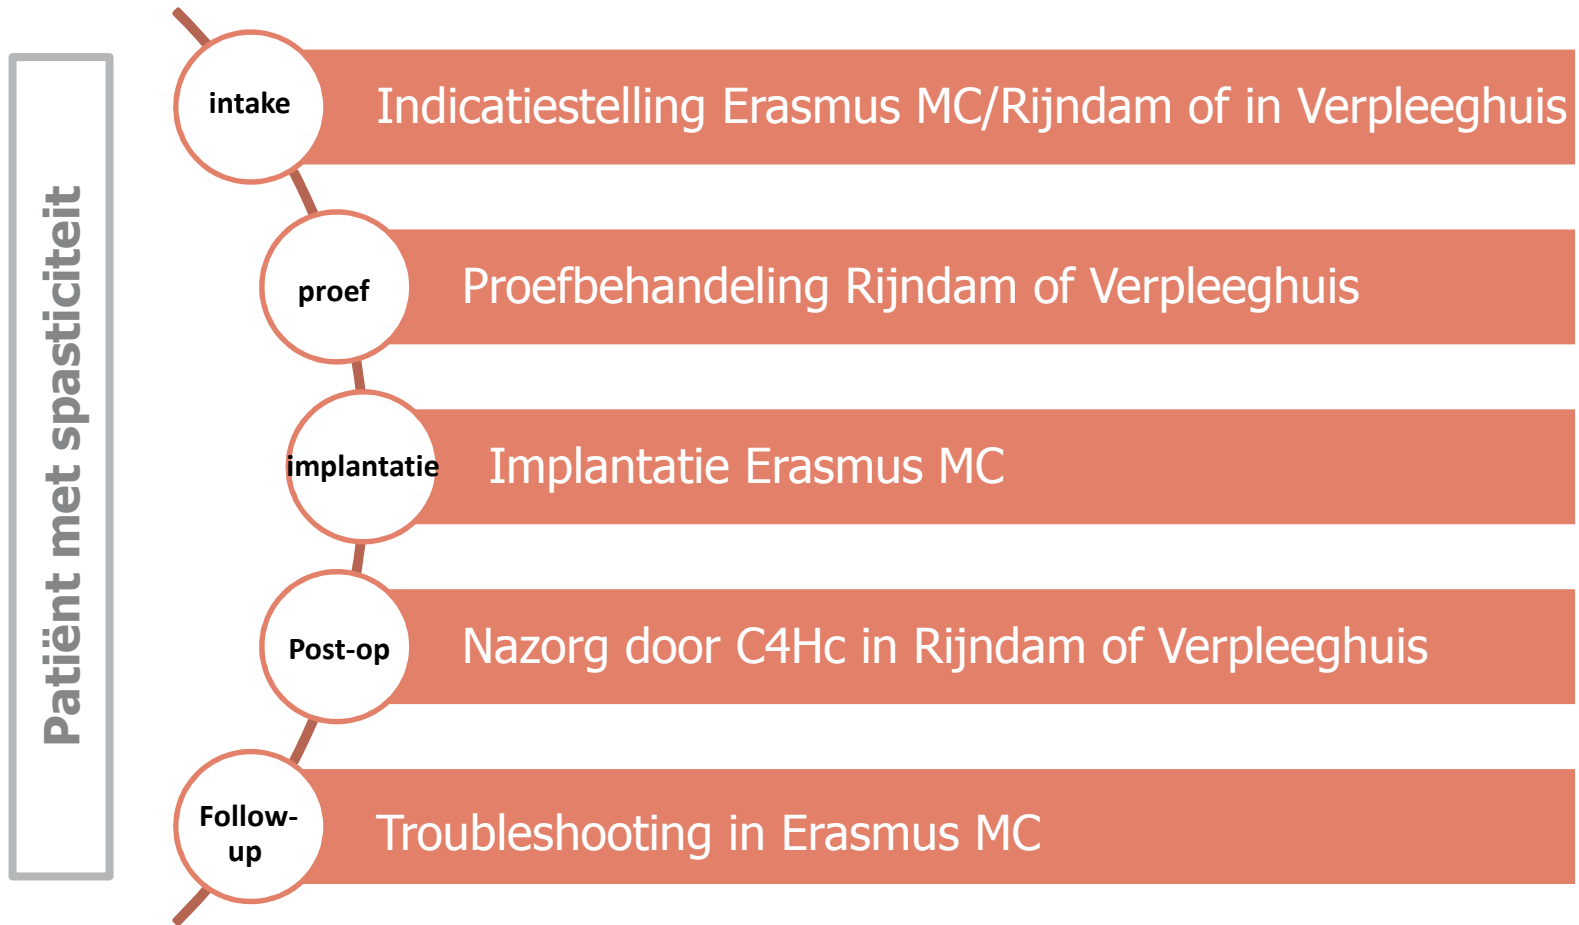 Patiënt met spasticiteit
intake
Indicatiestelling Erasmus MC/Rijndam of in Verpleeghuis
proef
Proefbehandeling Rijndam of Verpleeghuis
implantatie
Implantatie Erasmus MC
Post-op
Nazorg door C4Hc in Rijndam of Verpleeghuis
Follow-
up
Troubleshooting in Erasmus MC